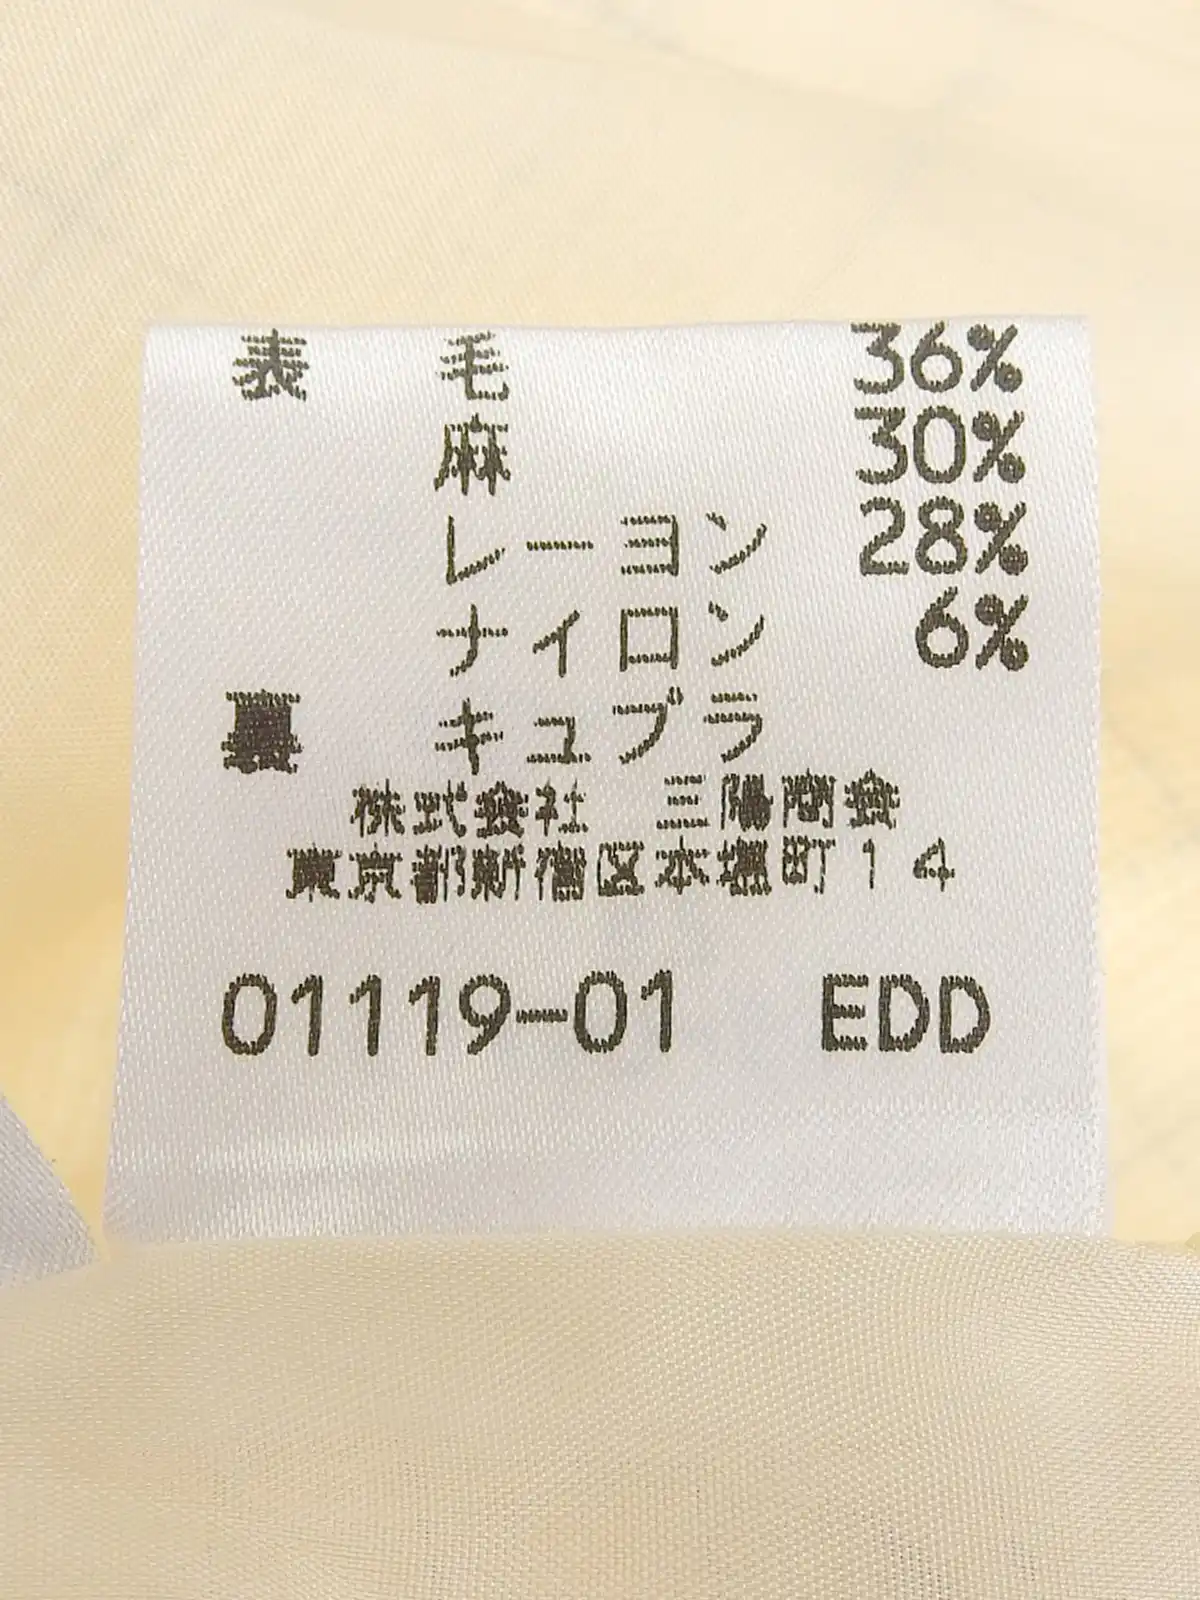 表 毛 36%
麻 30%
レーヨン 28%
ナイロン 6%
裏 キュプラ
株式会社 三陽商会
東京都新宿区本塩町14
01119-01 EDD